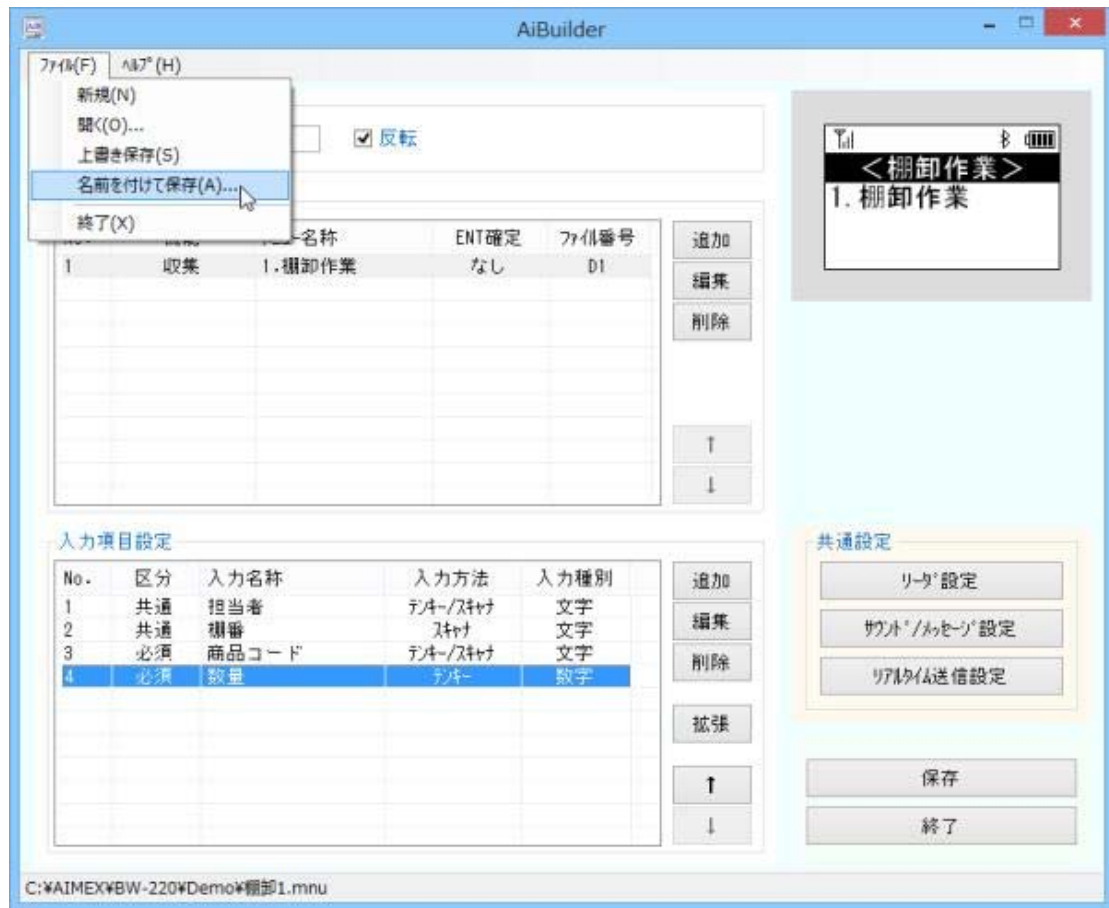 AiBuilder
ﾌｧｲﾙ(F) ﾍﾙﾌﾟ(H)
新規(N)
開く(O)...
上書き保存(S)
名前を付けて保存(A)...
終了(X)
反転
＜棚卸作業＞
1.棚卸作業
名称 ENT確定 ﾌｧｲﾙ番号
1 収集 1.棚卸作業 なし D1
追加
編集
削除
↑
↓
入力項目設定
No. 区分 入力名称 入力方法 入力種別
1 共通 担当者 ﾃﾝｷｰ/ｽｷｬﾅ 文字
2 共通 棚番 ｽｷｬﾅ 文字
3 必須 商品コード ﾃﾝｷｰ/ｽｷｬﾅ 文字
4 必須 数量 ﾃﾝｷｰ 数字
追加
編集
削除
拡張
↑
↓
共通設定
ﾘｰﾀﾞ設定
ｻｳﾝﾄﾞ/ﾒｯｾｰｼﾞ設定
ﾘｱﾙﾀｲﾑ送信設定
保存
終了
C:¥AIMEX¥BW-220¥Demo¥棚卸1.mnu